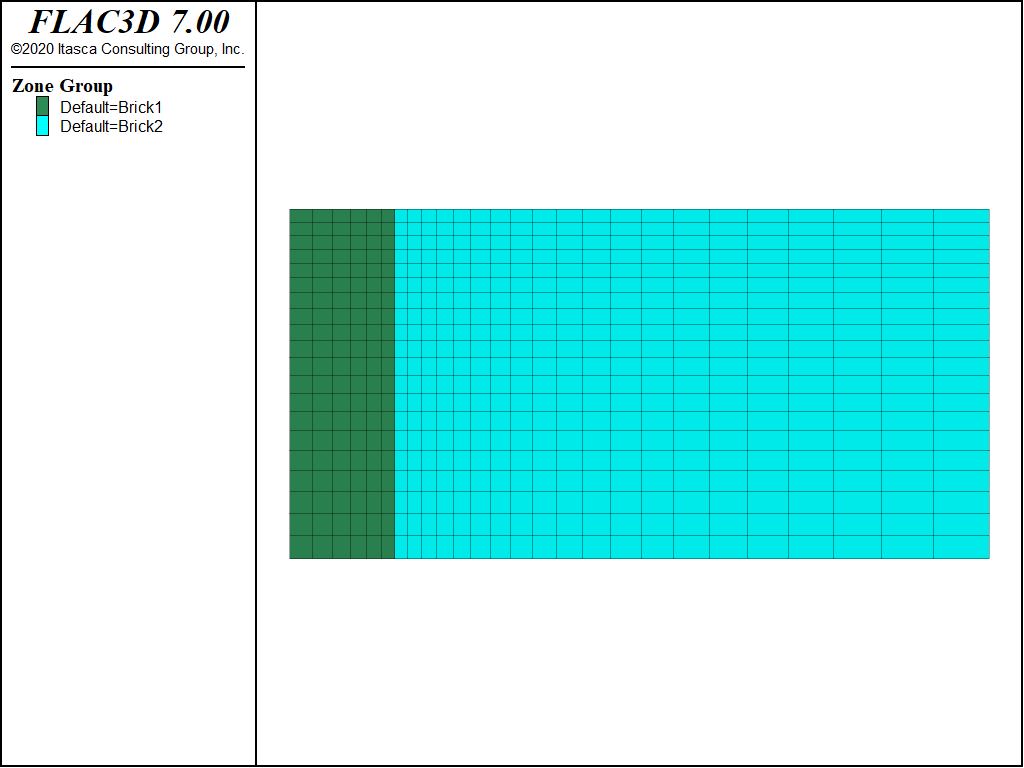 FLAC3D 7.00
©2020 Itasca Consulting Group, Inc.
Zone Group
Default=Brick1
Default=Brick2